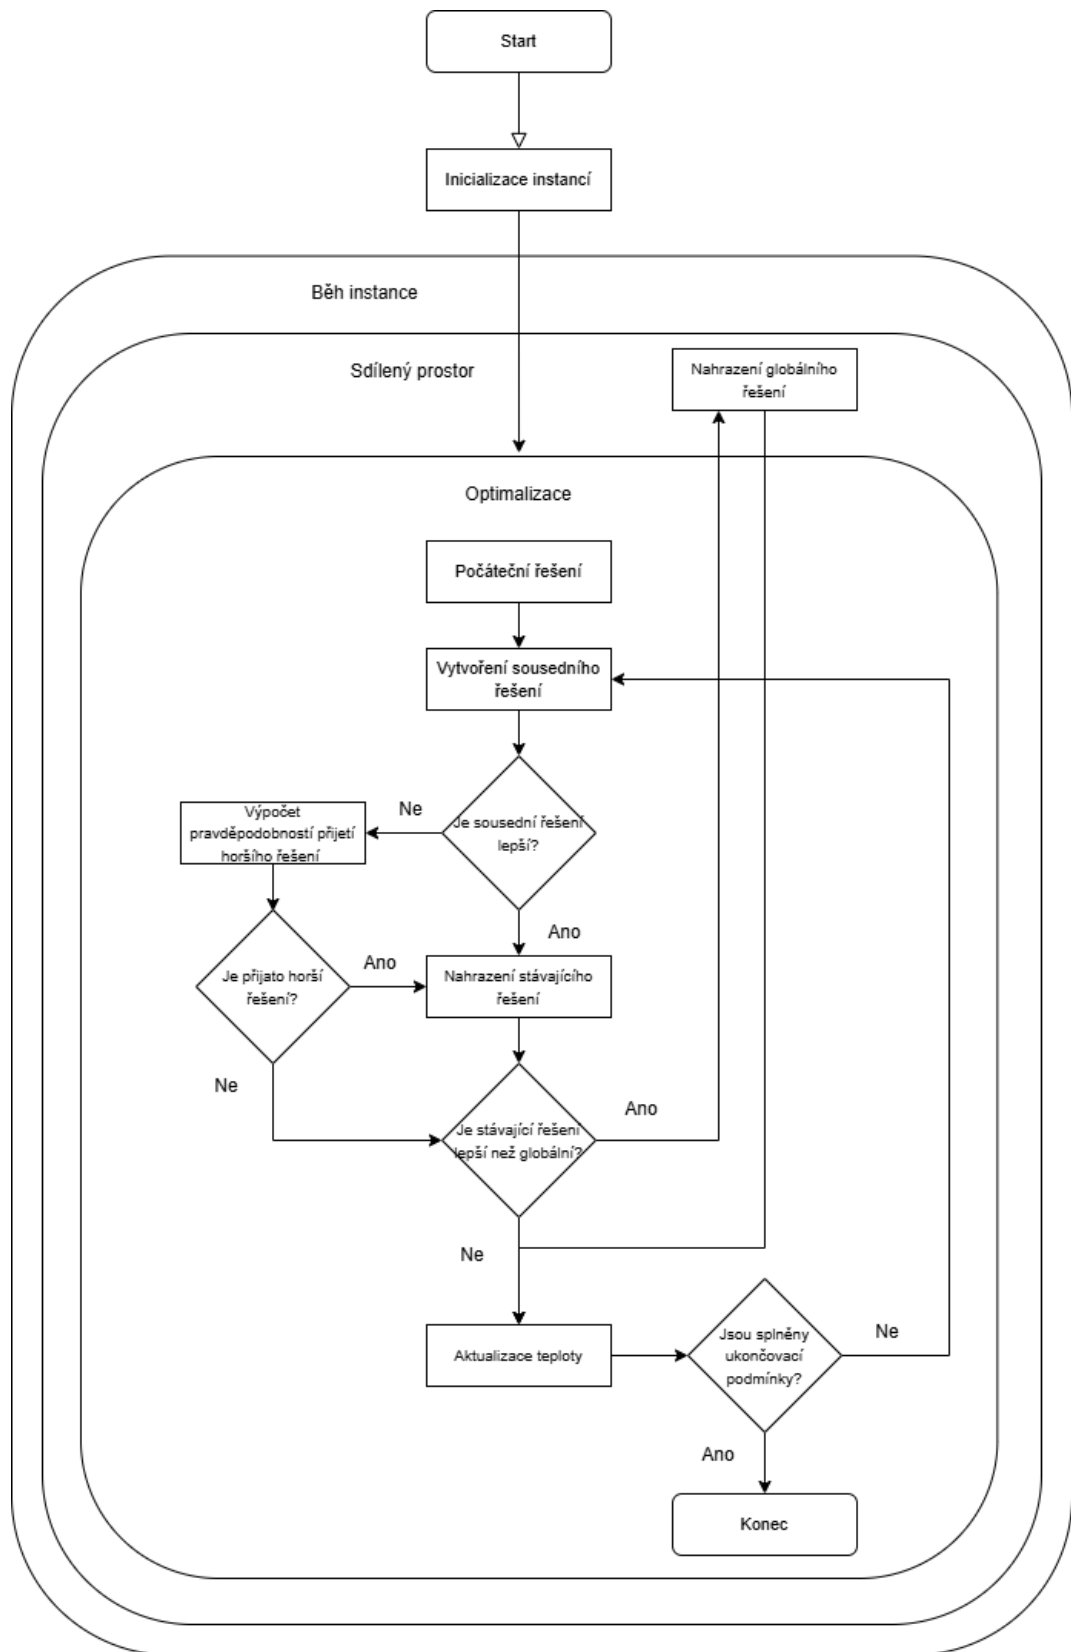 Start
Inicializace instancí
Běh instance
Sdílený prostor
Nahrazení globálního
řešení
Optimalizace
Počáteční řešení
Vytvoření sousedního
řešení
Je sousední řešení
lepší?
Ne
Výpočet
pravděpodobností přijetí
horšího řešení
Ano
Je přijato horší
řešení?
Ano
Nahrazení stávajícího
řešení
Ne
Je stávající řešení
lepší než globální?
Ano
Ne
Aktualizace teploty
Jsou splněny
ukončovací
podmínky?
Ne
Ano
Konec